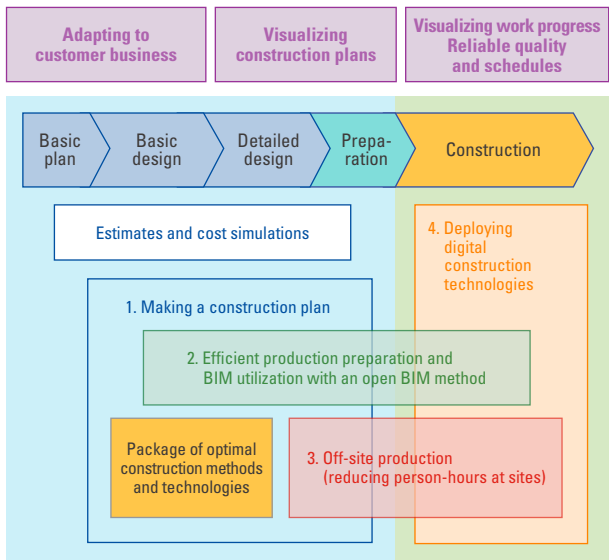 Adapting to
customer business
Visualizing
construction plans
Visualizing work progress
Reliable quality
and schedules
Basic
plan
Basic
design
Detailed
design
Prepa-
ration
Construction
Estimates and cost simulations
4. Deploying
digital
construction
technologies
1. Making a construction plan
2. Efficient production preparation and
BIM utilization with an open BIM method
Package of optimal
construction methods
and technologies
3. Off-site production
(reducing person-hours at sites)